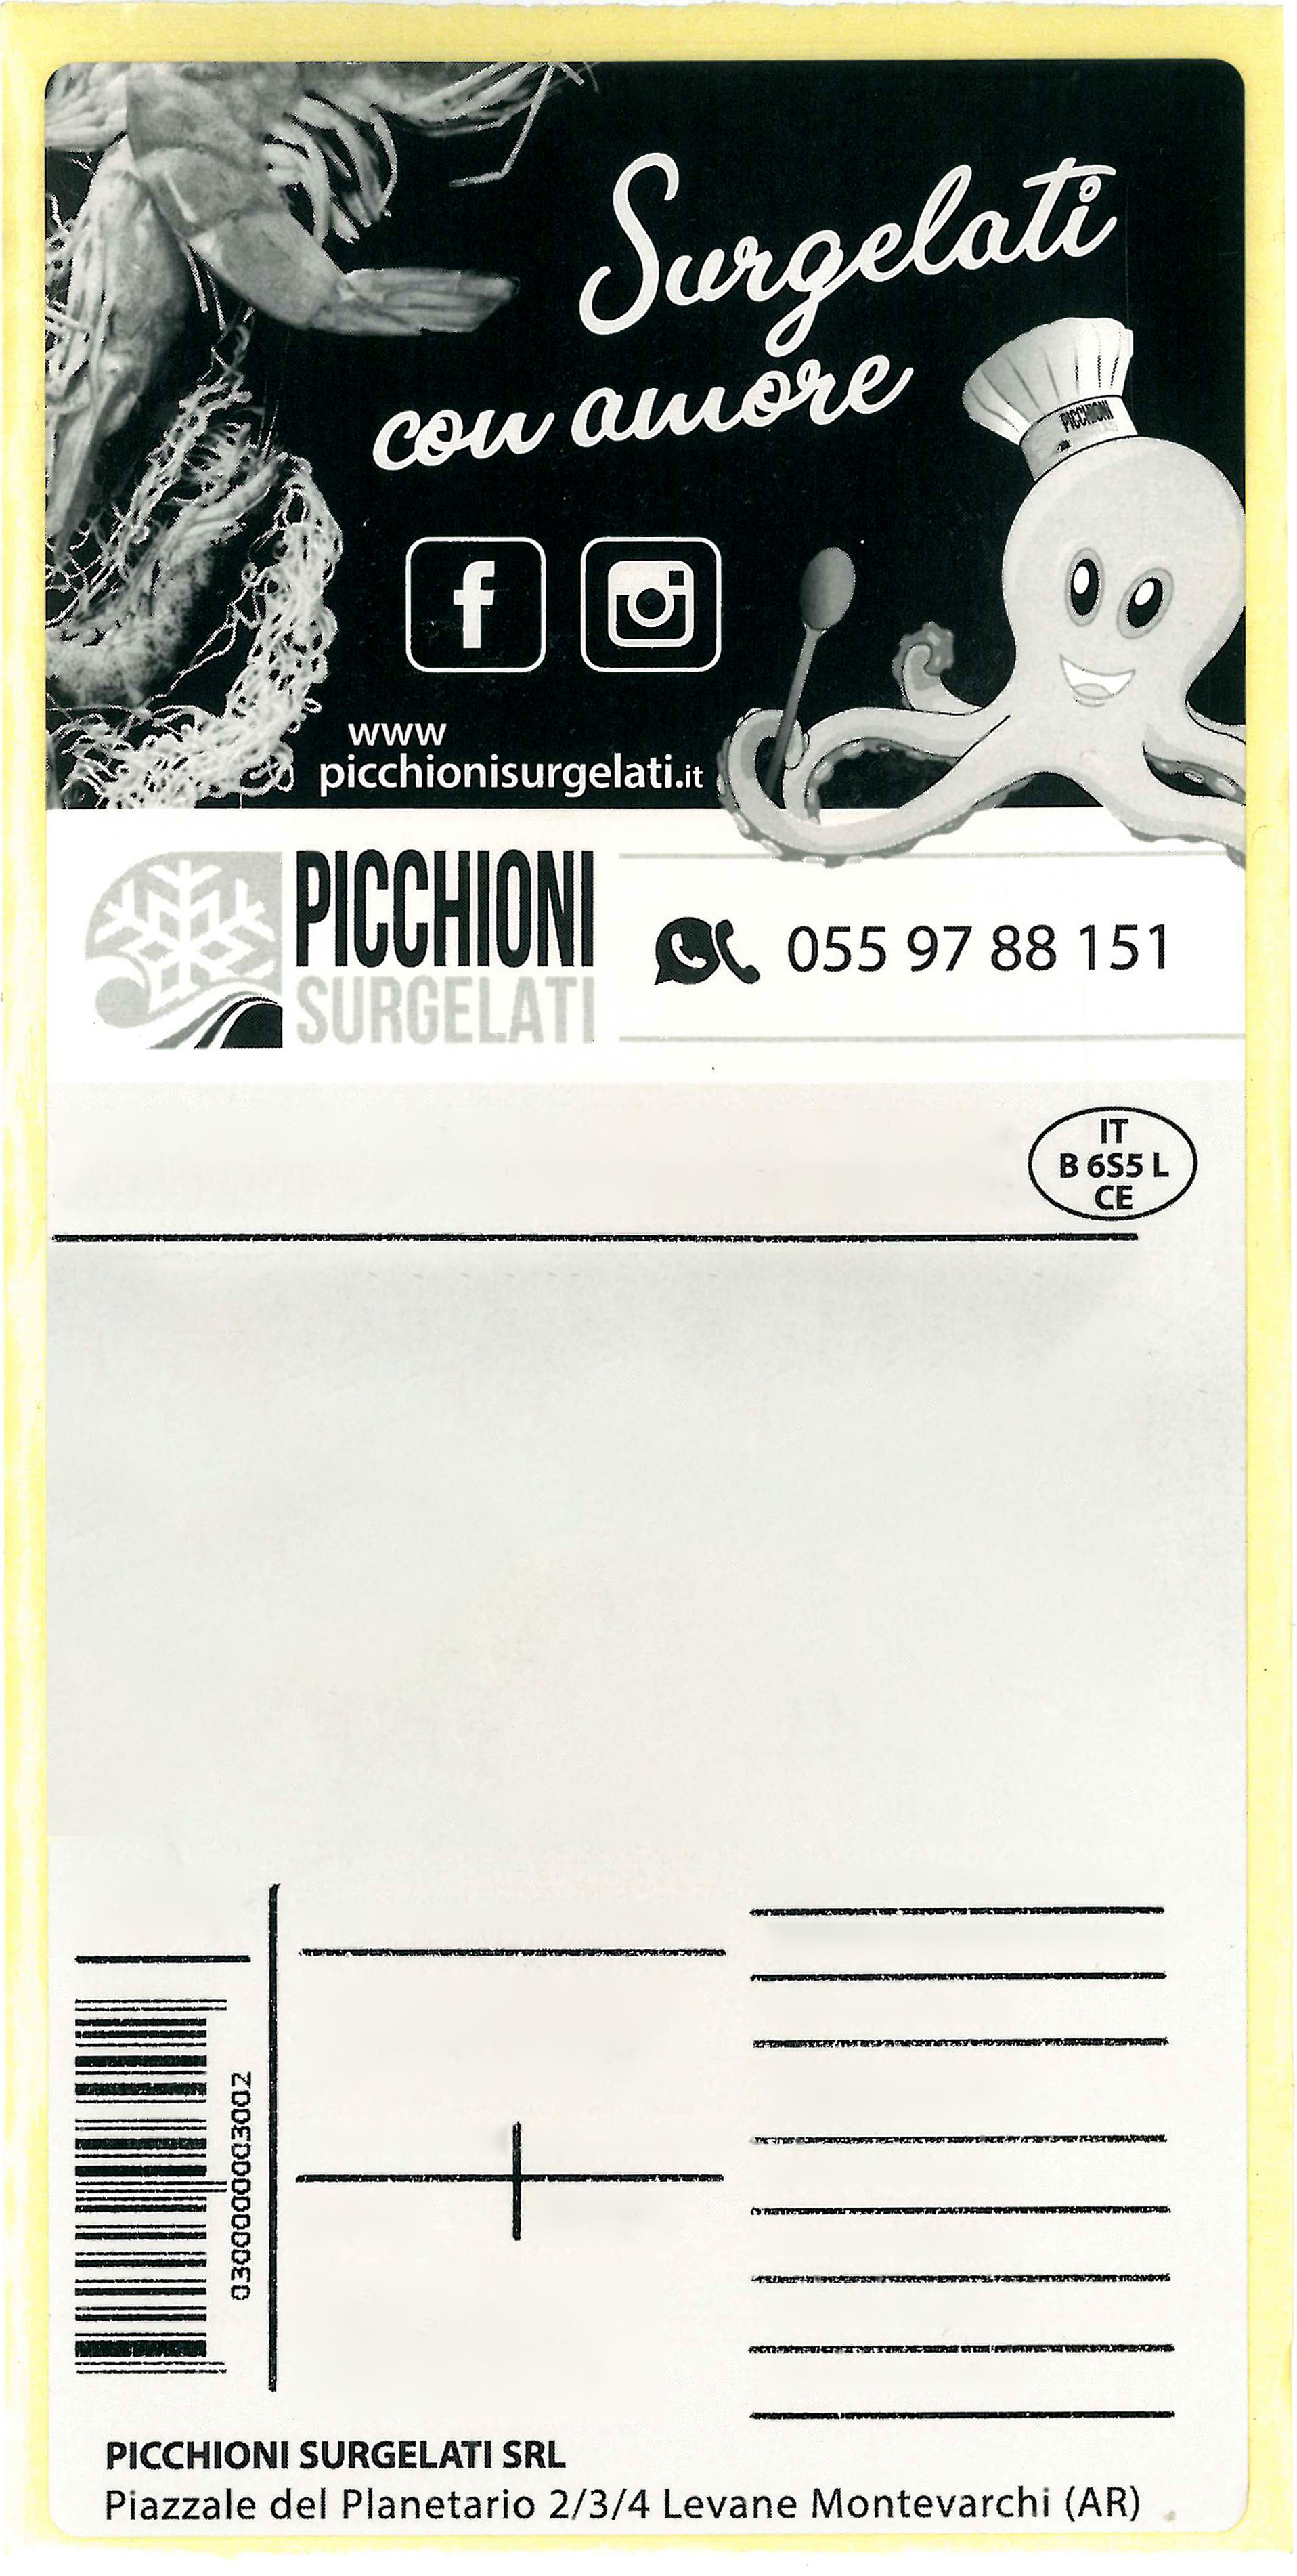 Surgelati
con amore
PICCHIONI
www
picchionisurgelati.it
PICCHIONI
SURGELATI
055 97 88 151
IT
B 6S5 L
CE
0300000003002
PICCHIONI SURGELATI SRL
Piazzale del Planetario 2/3/4 Levane Montevarchi (AR)